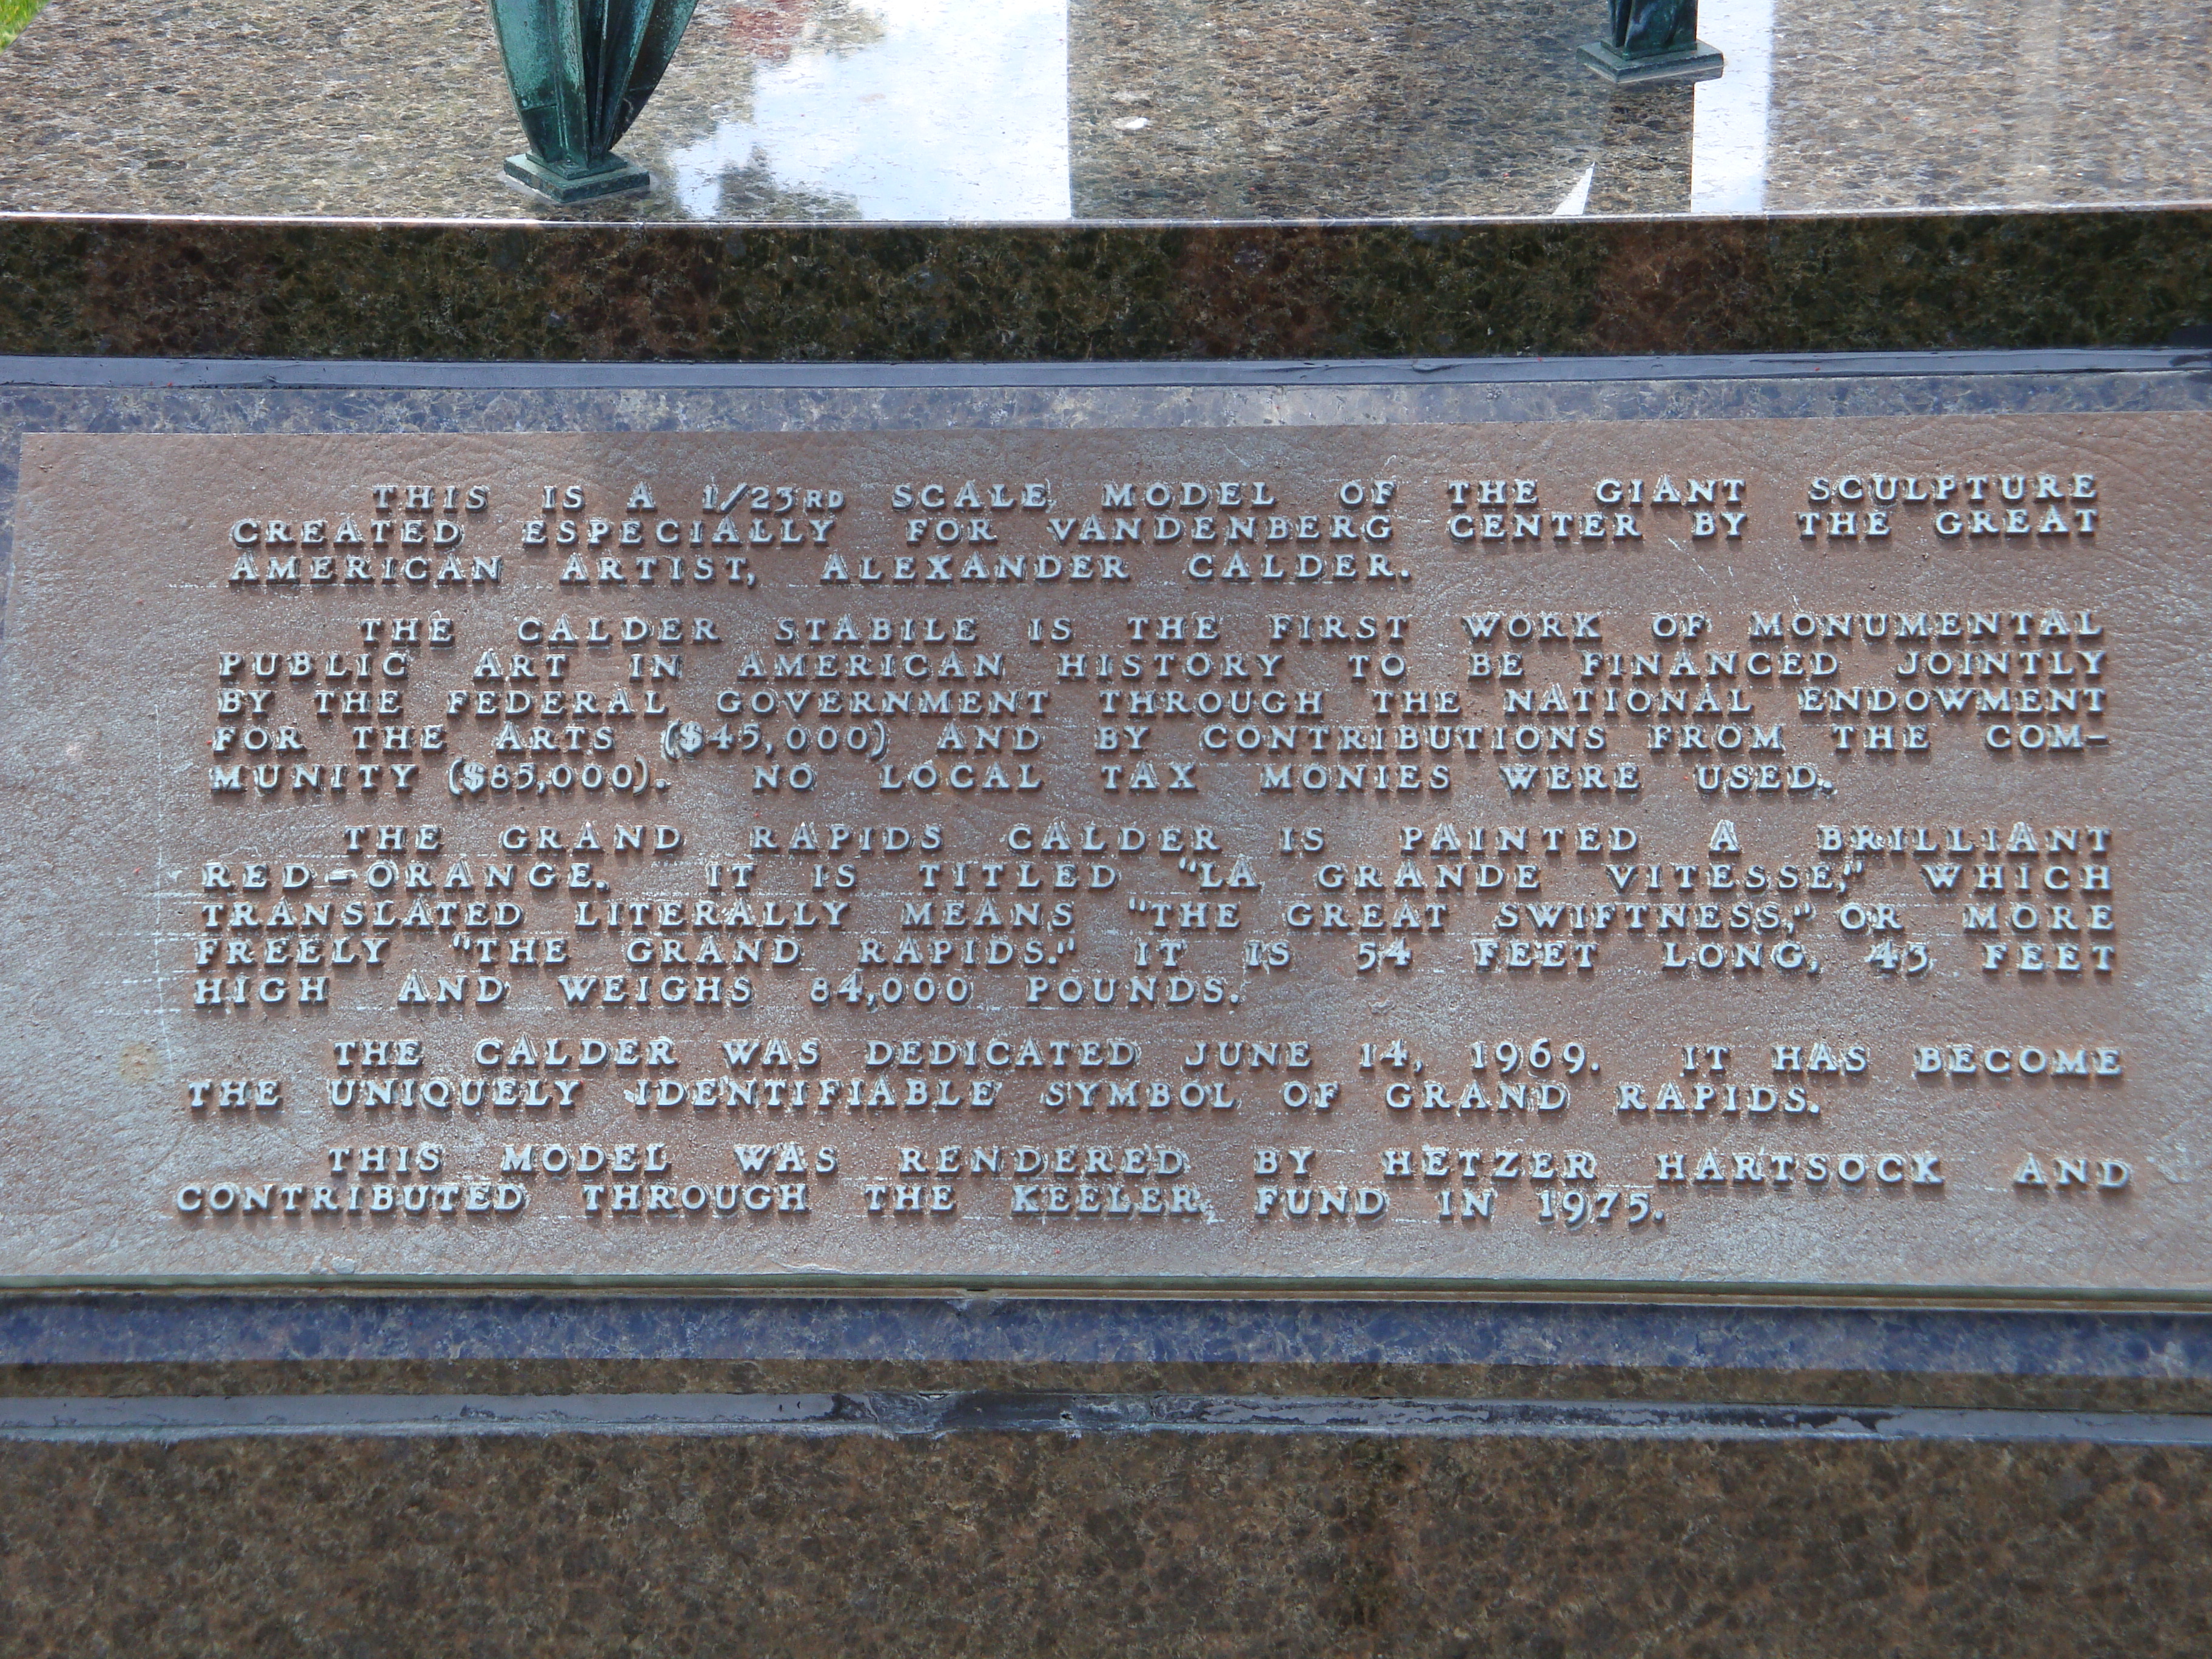 THIS IS A 1/23RD SCALE MODEL OF THE GIANT SCULPTURE
CREATED ESPECIALLY FOR VANDENBERG CENTER BY THE GREAT
AMERICAN ARTIST, ALEXANDER CALDER.
THE CALDER STABILE IS THE FIRST WORK OF MONUMENTAL
PUBLIC ART IN AMERICAN HISTORY TO BE FINANCED JOINTLY
BY THE FEDERAL GOVERNMENT THROUGH THE NATIONAL ENDOWMENT
FOR THE ARTS ($45,000) AND BY CONTRIBUTIONS FROM THE COM-
MUNITY ($85,000). NO LOCAL TAX MONIES WERE USED.
THE GRAND RAPIDS CALDER IS PAINTED A BRILLIANT
RED-ORANGE. IT IS TITLED "LA GRANDE VITESSE," WHICH
TRANSLATED LITERALLY MEANS "THE GREAT SWIFTNESS," OR MORE
FREELY "THE GRAND RAPIDS." IT IS 54 FEET LONG, 43 FEET
HIGH AND WEIGHS 84,000 POUNDS.
THE CALDER WAS DEDICATED JUNE 14, 1969. IT HAS BECOME
THE UNIQUELY IDENTIFIABLE SYMBOL OF GRAND RAPIDS.
THIS MODEL WAS RENDERED BY HETZER HARTSOCK AND
CONTRIBUTED THROUGH THE KEELER FUND IN 1975.